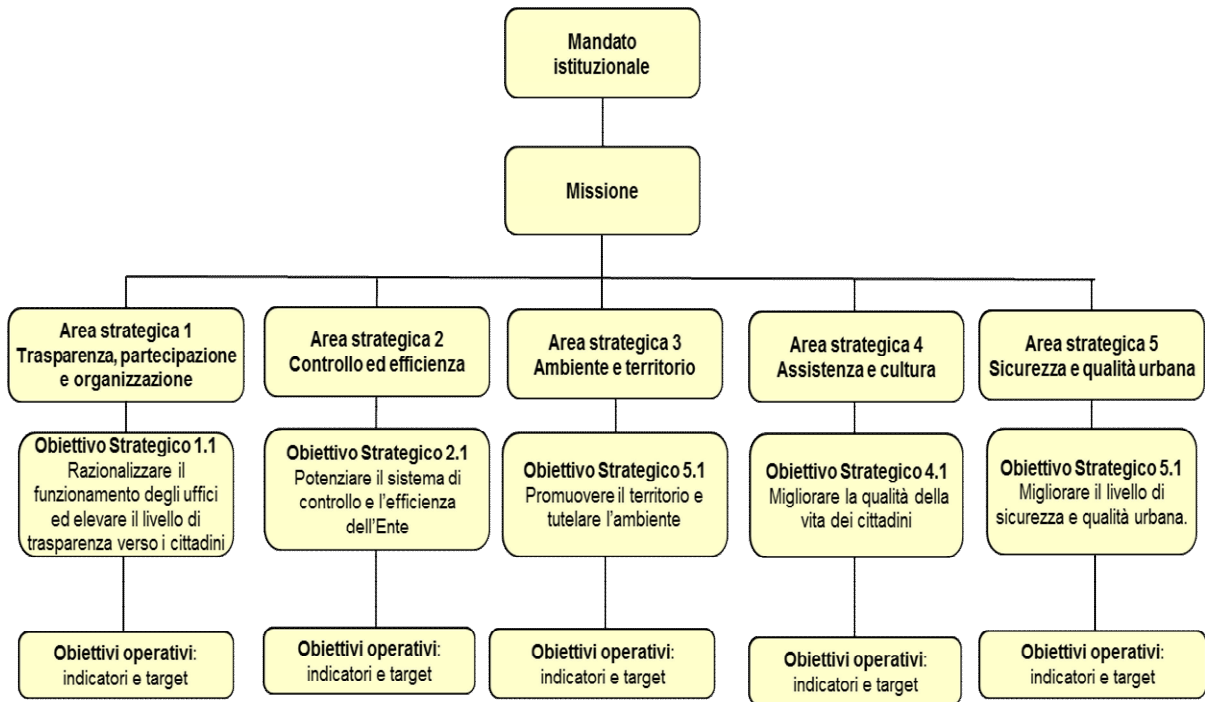 Mandato
istituzionale
Missione
Area strategica 1
Trasparenza, partecipazione
e organizzazione
Area strategica 2
Controllo ed efficienza
Area strategica 3
Ambiente e territorio
Area strategica 4
Assistenza e cultura
Area strategica 5
Sicurezza e qualità urbana
Obiettivo Strategico 1.1
Razionalizzare il
funzionamento degli uffici
ed elevare il livello di
trasparenza verso i cittadini
Obiettivo Strategico 2.1
Potenziare il sistema di
controllo e l'efficienza
dell'Ente
Obiettivo Strategico 5.1
Promuovere il territorio e
tutelare l'ambiente
Obiettivo Strategico 4.1
Migliorare la qualità della
vita dei cittadini
Obiettivo Strategico 5.1
Migliorare il livello di
sicurezza e qualità urbana.
Obiettivi operativi:
indicatori e target
Obiettivi operativi:
indicatori e target
Obiettivi operativi:
indicatori e target
Obiettivi operativi:
indicatori e target
Obiettivi operativi:
indicatori e target